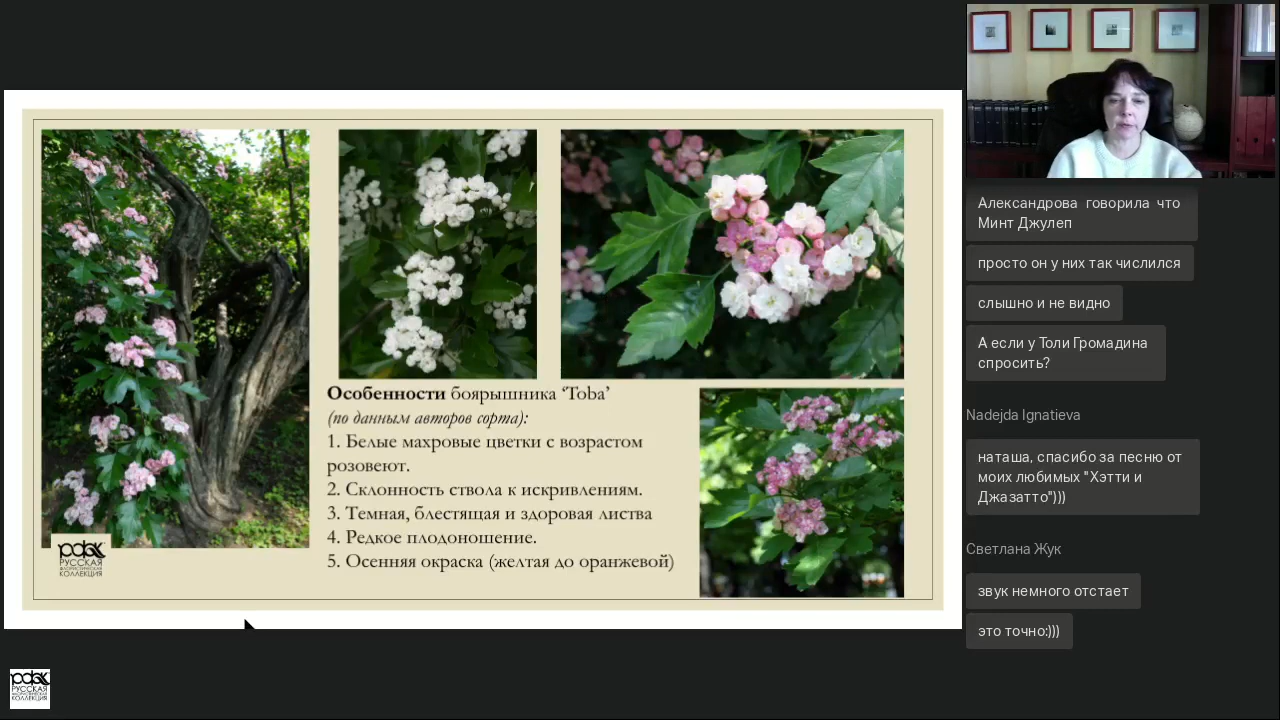 Особенности боярышника ‘Toba’
(по данным авторов сорта):
1. Белые махровые цветки с возрастом
розовеют.
2. Склонность ствола к искривлениям.
3. Темная, блестящая и здоровая листва
4. Редкое плодоношение.
5. Осенняя окраска (желтая до оранжевой)
РУССКАЯ
ФЛОРИСТИЧЕСКАЯ
КОЛЛЕКЦИЯ
Александрова говорила что
Минт Джулеп
просто он у них так числился
слышно и не видно
А если у Толи Громадина
спросить?
Nadejda Ignatieva
наташа, спасибо за песню от
моих любимых "Хэтти и
Джазатто")))
Светлана Жук
звук немного отстает
это точно:)))
РУССКАЯ
КОЛЛЕКЦИЯ